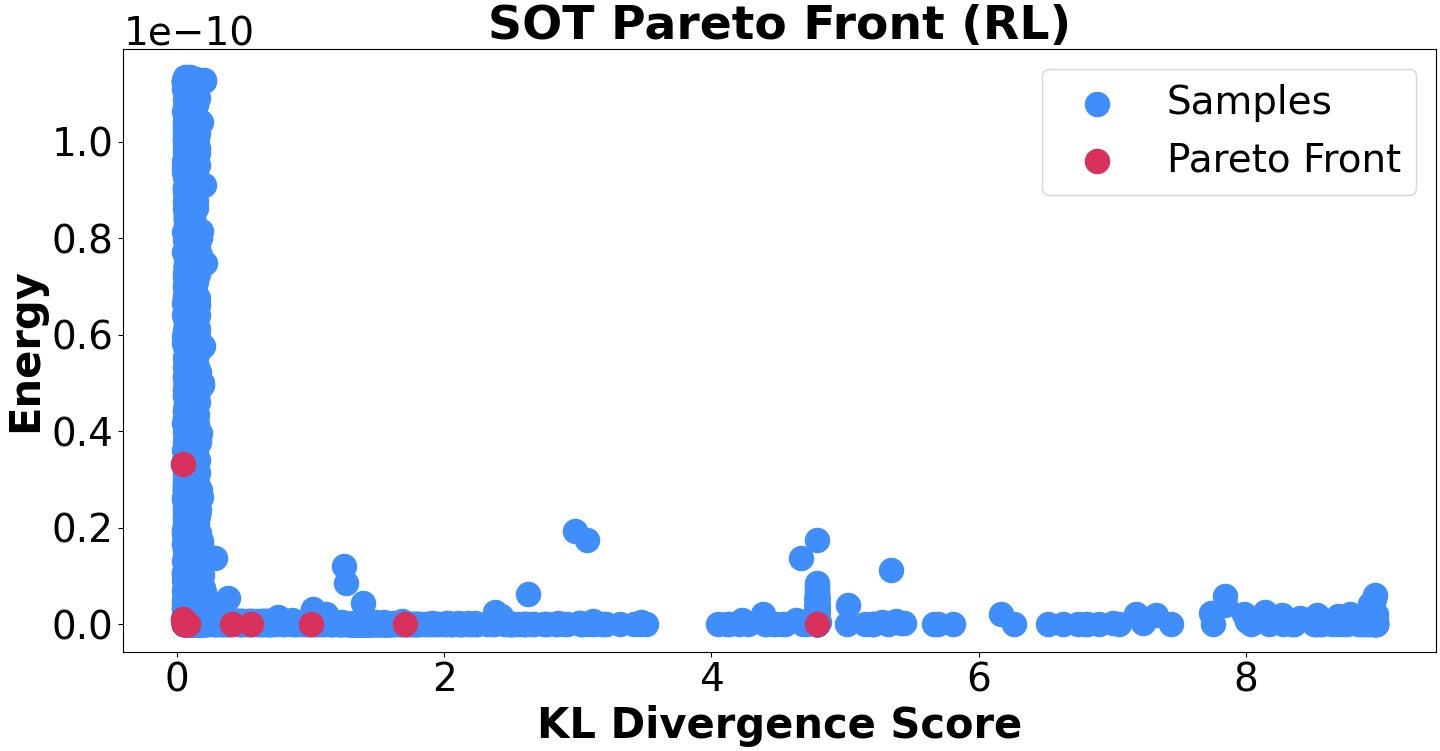 SOT Pareto Front (RL)
1e−10
Samples
Pareto Front
1.0
0.8
0.6
0.4
0.2
0.0
Energy
0 2 4 6 8
KL Divergence Score